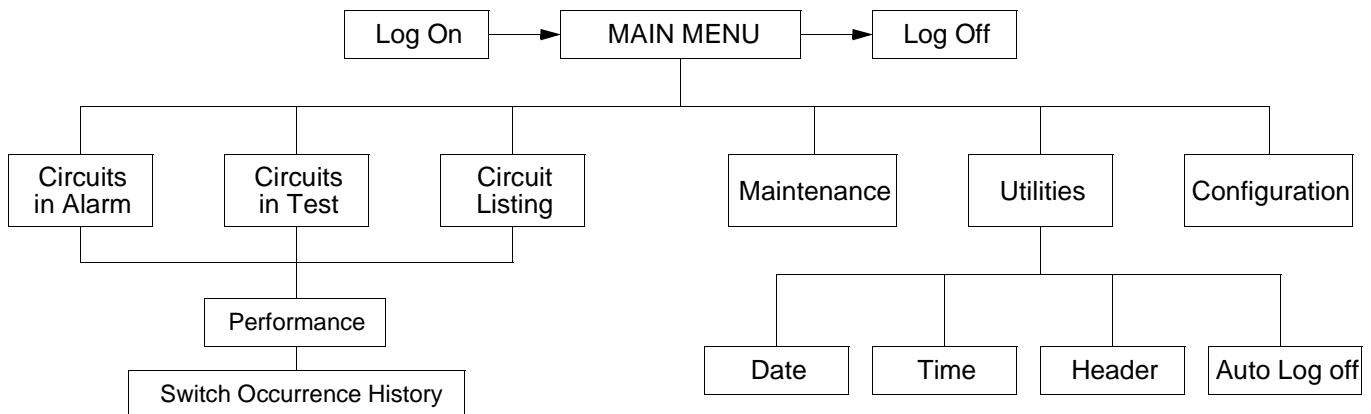 Log On
MAIN MENU
Log Off
Circuits
in Alarm
Circuits
in Test
Circuit
Listing
Maintenance
Utilities
Configuration
Performance
Switch Occurrence History
Date
Time
Header
Auto Log off